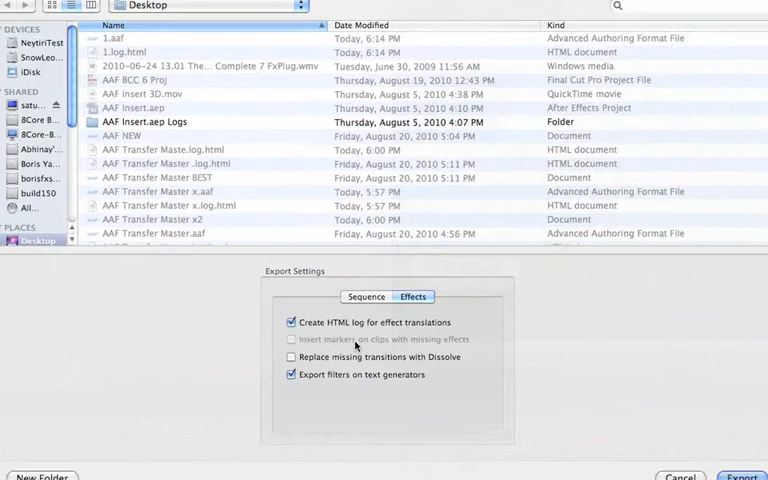 Desktop
Name Date Modified Kind
DEVICES
NeytiriTest
SnowLeo...
iDisk
SHARED
satu...
8Core B...
8Core-B...
Abhinay'...
Boris Ya...
borisfxs...
build150
All...
PLACES
Desktop
1.aaf Today, 6:14 PM Advanced Authoring Format File
1.log.html Today, 6:14 PM HTML document
2010-06-24 13.01 The... Complete 7 FxPlug.wmv Tuesday, June 30, 2009 11:56 AM Windows media
AAF BCC 6 Proj Thursday, August 19, 2010 12:43 PM Final Cut Pro Project File
AAF Insert 3D.mov Thursday, August 5, 2010 4:38 PM QuickTime movie
AAF Insert.aep Thursday, August 5, 2010 4:10 PM After Effects Project
AAF Insert.aep Logs Thursday, August 5, 2010 4:07 PM Folder
AAF NEW Friday, August 20, 2010 5:04 PM Document
AAF Transfer Maste.log.html Today, 6:00 PM HTML document
AAF Transfer Master .log.html Friday, August 20, 2010 5:11 PM HTML document
AAF Transfer Master BEST Friday, August 20, 2010 5:11 PM Document
AAF Transfer Master x.aaf Today, 5:57 PM Advanced Authoring Format File
AAF Transfer Master x.log.html Today, 5:57 PM HTML document
AAF Transfer Master x2 Today, 6:00 PM Document
AAF Transfer Master.aaf Friday, August 20, 2010 4:56 PM Advanced Authoring Format File
Export Settings
Sequence Effects
Create HTML log for effect translations
Insert markers on clips with missing effects
Replace missing transitions with Dissolve
Export filters on text generators
New Folder Cancel Export